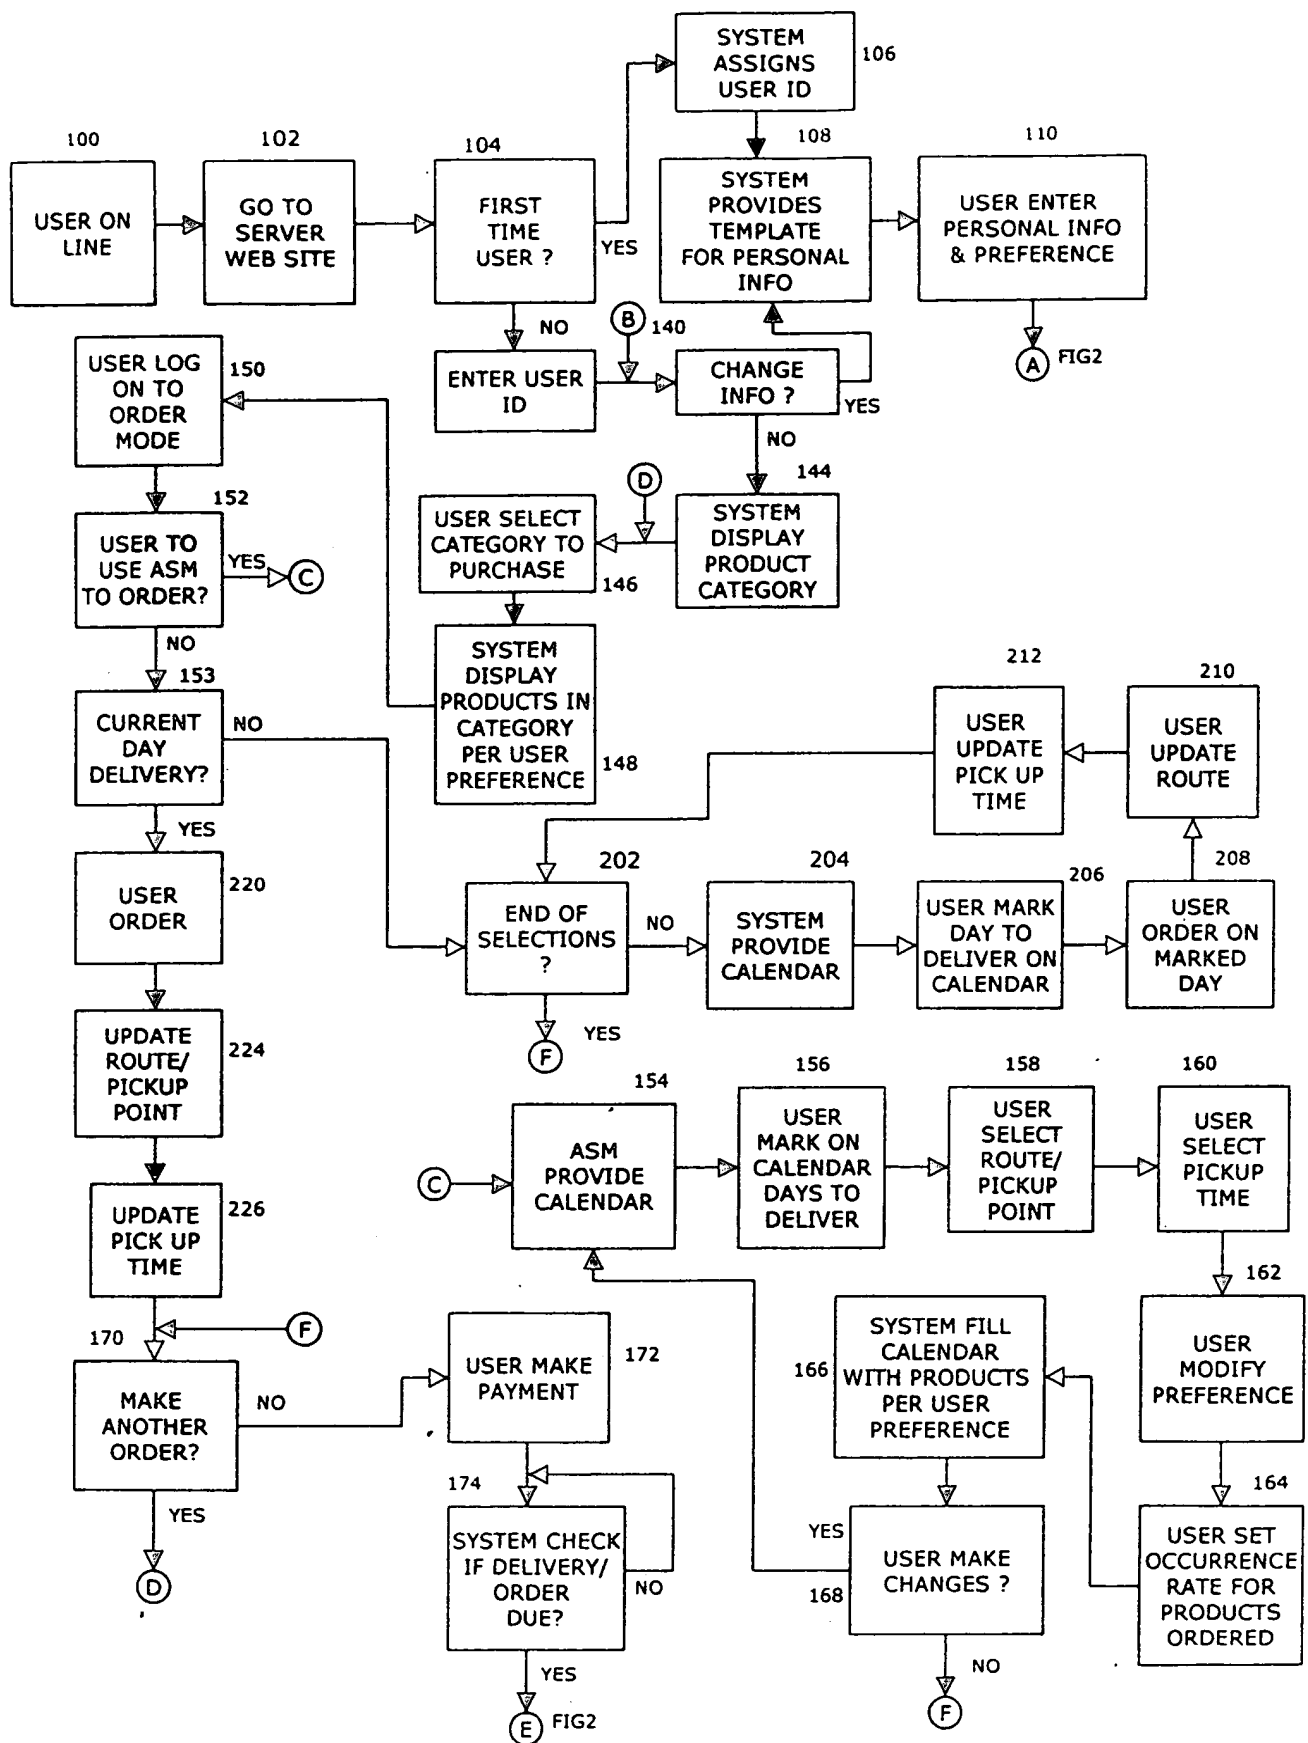 SYSTEM
ASSIGNS
USER ID
106
100
102
104
108
110
USER ON
LINE
GO TO
SERVER
WEB SITE
FIRST
TIME
USER ?
YES
SYSTEM
PROVIDES
TEMPLATE
FOR PERSONAL
INFO
USER ENTER
PERSONAL INFO
& PREFERENCE
NO
B
140
A
FIG2
USER LOG
ON TO
ORDER
MODE
150
ENTER USER
ID
CHANGE
INFO ?
YES
NO
152
D
144
USER TO
USE ASM
TO ORDER?
YES
C
USER SELECT
CATEGORY TO
PURCHASE
146
SYSTEM
DISPLAY
PRODUCT
CATEGORY
NO
153
SYSTEM
DISPLAY
PRODUCTS IN
CATEGORY
PER USER
PREFERENCE
148
CURRENT
DAY
DELIVERY?
NO
212
210
USER
UPDATE
PICK UP
TIME
USER
UPDATE
ROUTE
YES
202
204
206
208
USER
ORDER
220
END OF
SELECTIONS
?
NO
SYSTEM
PROVIDE
CALENDAR
USER MARK
DAY TO
DELIVER ON
CALENDAR
USER
ORDER ON
MARKED
DAY
YES
F
UPDATE
ROUTE/
PICKUP
POINT
224
154
156
158
160
C
ASM
PROVIDE
CALENDAR
USER
MARK ON
CALENDAR
DAYS TO
DELIVER
USER
SELECT
ROUTE/
PICKUP
POINT
USER
SELECT
PICKUP
TIME
UPDATE
PICK UP
TIME
226
162
170
F
USER MAKE
PAYMENT
172
166
SYSTEM FILL
CALENDAR
WITH PRODUCTS
PER USER
PREFERENCE
USER
MODIFY
PREFERENCE
MAKE
ANOTHER
ORDER?
NO
YES
D
174
164
SYSTEM CHECK
IF DELIVERY/
ORDER
DUE?
NO
YES
168
USER MAKE
CHANGES ?
USER SET
OCCURRENCE
RATE FOR
PRODUCTS
ORDERED
YES
E
FIG2
NO
F